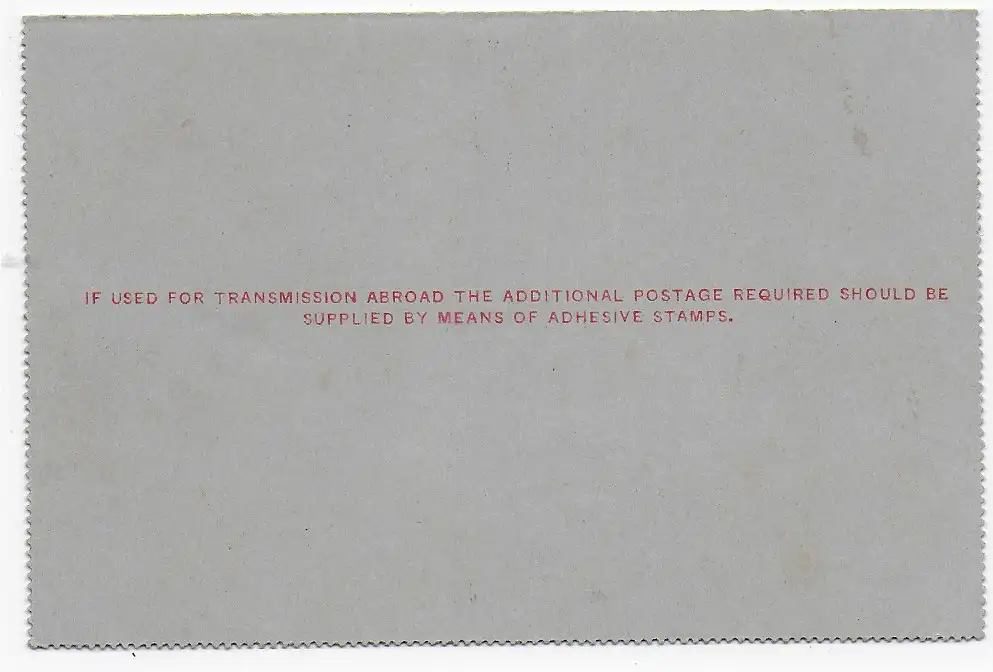 IF USED FOR TRANSMISSION ABROAD THE ADDITIONAL POSTAGE REQUIRED SHOULD BE
SUPPLIED BY MEANS OF ADHESIVE STAMPS.